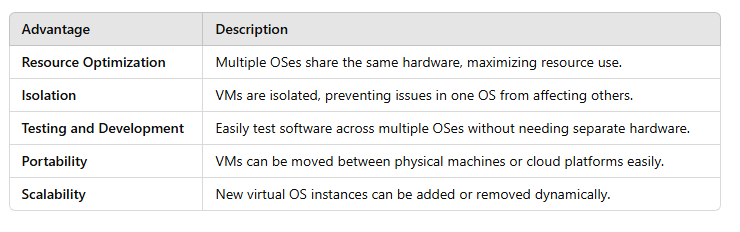 Advantage Description
Resource Optimization Multiple OSes share the same hardware, maximizing resource use.
Isolation VMs are isolated, preventing issues in one OS from affecting others.
Testing and Development Easily test software across multiple OSes without needing separate hardware.
Portability VMs can be moved between physical machines or cloud platforms easily.
Scalability New virtual OS instances can be added or removed dynamically.